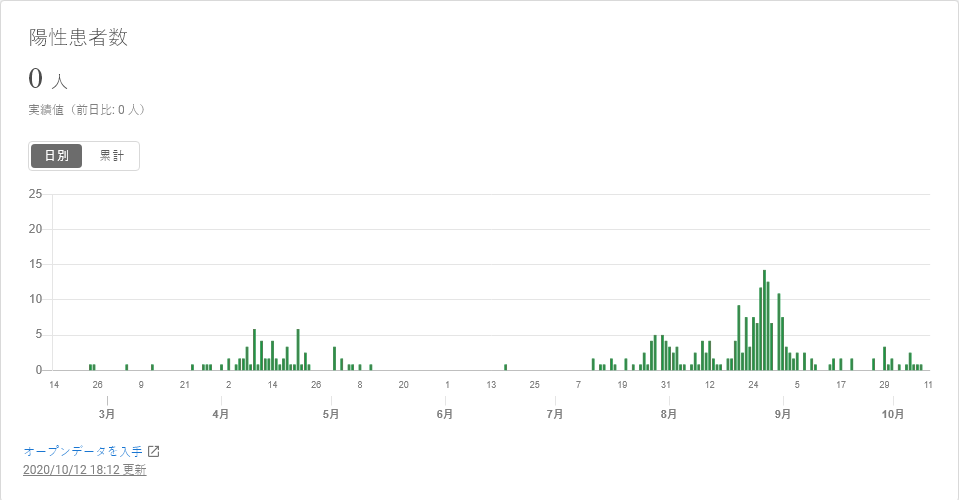 陽性患者数
0 人
実績値（前日比: 0 人）
日別 累計
25
20
15
10
5
0
14 26 9 21 2 14 26 8 20 1 13 25 7 19 31 12 24 5 17 29 11
3月 4月 5月 6月 7月 8月 9月 10月
オープンデータを入手
2020/10/12 18:12 更新